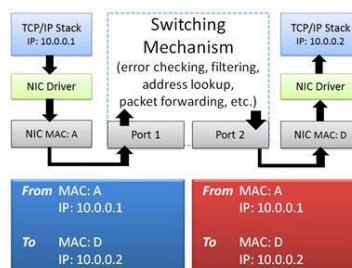 TCP/IP Stack
IP: 10.0.0.1
NIC Driver
NIC MAC: A
Switching
Mechanism
(error checking, filtering,
address lookup,
packet forwarding, etc.)
Port 1
Port 2
TCP/IP Stack
IP: 10.0.0.2
NIC Driver
NIC MAC: D
From MAC: A
IP: 10.0.0.1
To MAC: D
IP: 10.0.0.2
From MAC: A
IP: 10.0.0.1
To MAC: D
IP: 10.0.0.2